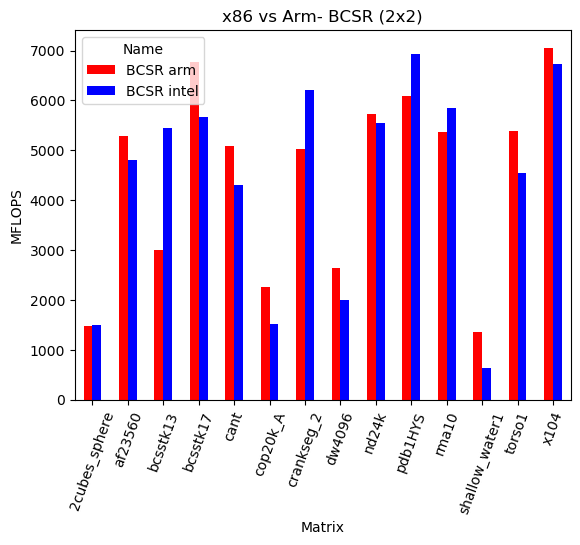 x86 vs Arm- BCSR (2x2)
Name
BCSR arm
BCSR intel
MFLOPS
7000
6000
5000
4000
3000
2000
1000
0
2cubes_sphere
af23560
bcsstk13
bcsstk17
cant
cop20k_A
crankseg_2
dw4096
nd24k
pdb1HYS
rma10
shallow_water1
torso1
x104
Matrix